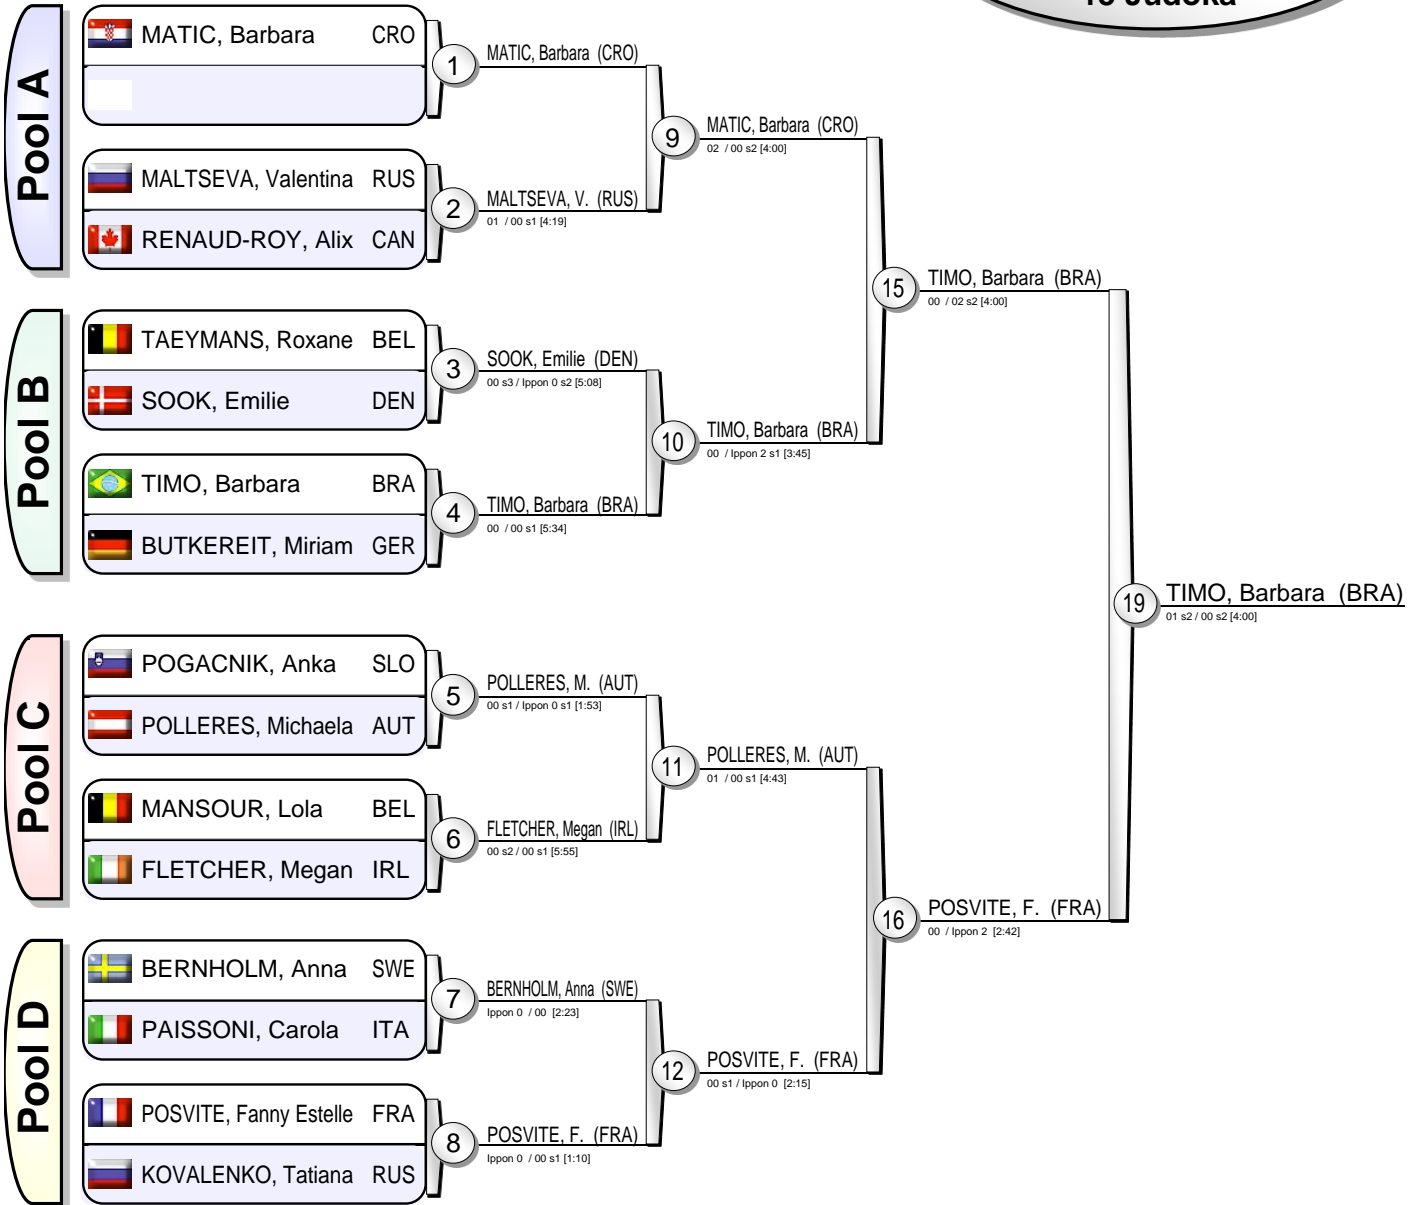 15 Judoka
Pool A
MATIC, Barbara CRO
MALTSEVA, Valentina RUS
RENAUD-ROY, Alix CAN
Pool B
TAEYMANS, Roxane BEL
SOOK, Emilie DEN
TIMO, Barbara BRA
BUTKEREIT, Miriam GER
Pool C
POGACNIK, Anka SLO
POLLERES, Michaela AUT
MANSOUR, Lola BEL
FLETCHER, Megan IRL
Pool D
BERNHOLM, Anna SWE
PAISSONI, Carola ITA
POSVITE, Fanny Estelle FRA
KOVALENKO, Tatiana RUS
1
MATIC, Barbara (CRO)
2
MALTSEVA, V. (RUS)
01 / 00 s1 [4:19]
3
SOOK, Emilie (DEN)
00 s3 / Ippon 0 s2 [5:08]
4
TIMO, Barbara (BRA)
00 / 00 s1 [5:34]
5
POLLERES, M. (AUT)
00 s1 / Ippon 0 s1 [1:53]
6
FLETCHER, Megan (IRL)
00 s2 / 00 s1 [5:55]
7
BERNHOLM, Anna (SWE)
Ippon 0 / 00 [2:23]
8
POSVITE, F. (FRA)
Ippon 0 / 00 s1 [1:10]
9
MATIC, Barbara (CRO)
02 / 00 s2 [4:00]
10
TIMO, Barbara (BRA)
00 / Ippon 2 s1 [3:45]
11
POLLERES, M. (AUT)
01 / 00 s1 [4:43]
12
POSVITE, F. (FRA)
00 s1 / Ippon 0 [2:15]
15
TIMO, Barbara (BRA)
00 / 02 s2 [4:00]
16
POSVITE, F. (FRA)
00 / Ippon 2 [2:42]
19
TIMO, Barbara (BRA)
01 s2 / 00 s2 [4:00]